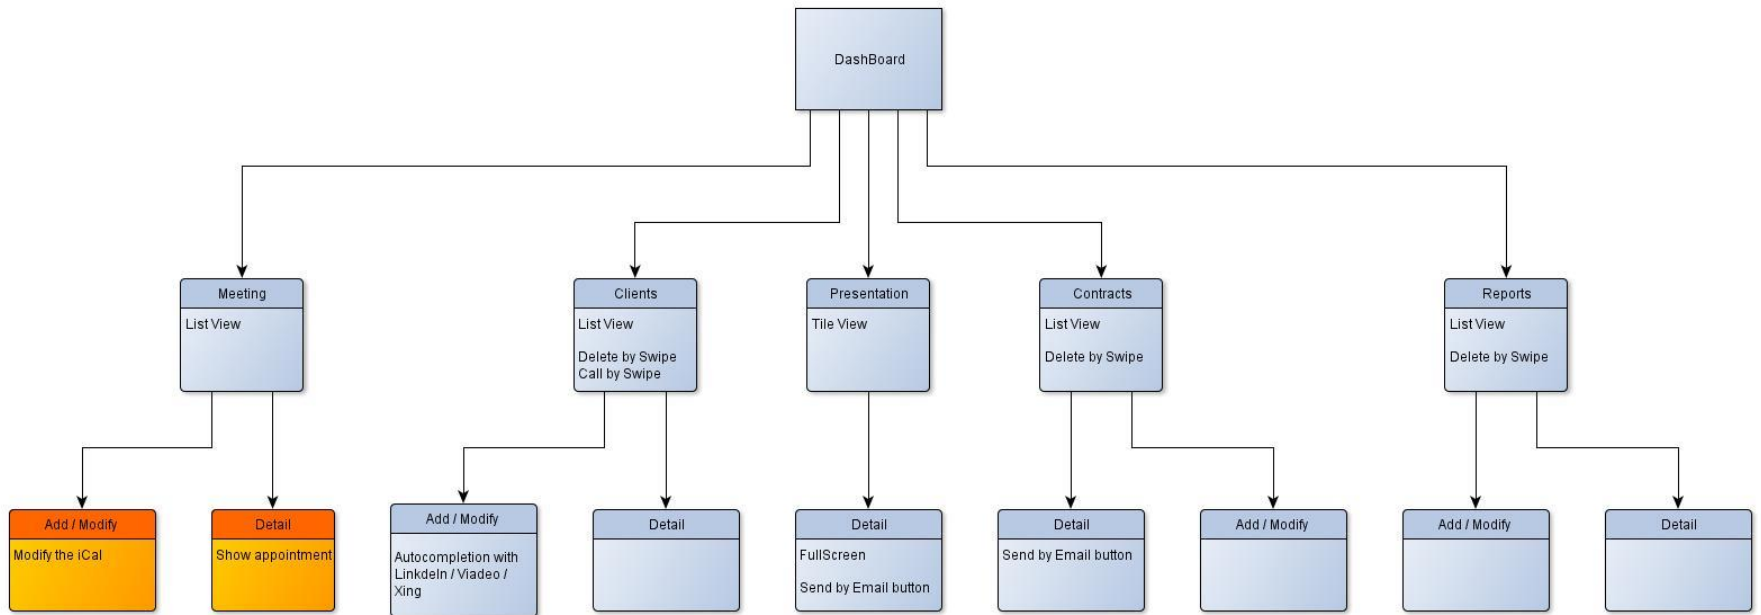 DashBoard
Meeting
List View
Clients
List View
Delete by Swipe
Call by Swipe
Presentation
Tile View
Contracts
List View
Delete by Swipe
Reports
List View
Delete by Swipe
Add / Modify
Modify the iCal
Detail
Show appointment
Add / Modify
Autocompletion with
LinkdeIn / Viadeo /
Xing
Detail
Detail
FullScreen
Send by Email button
Detail
Send by Email button
Add / Modify
Add / Modify
Detail